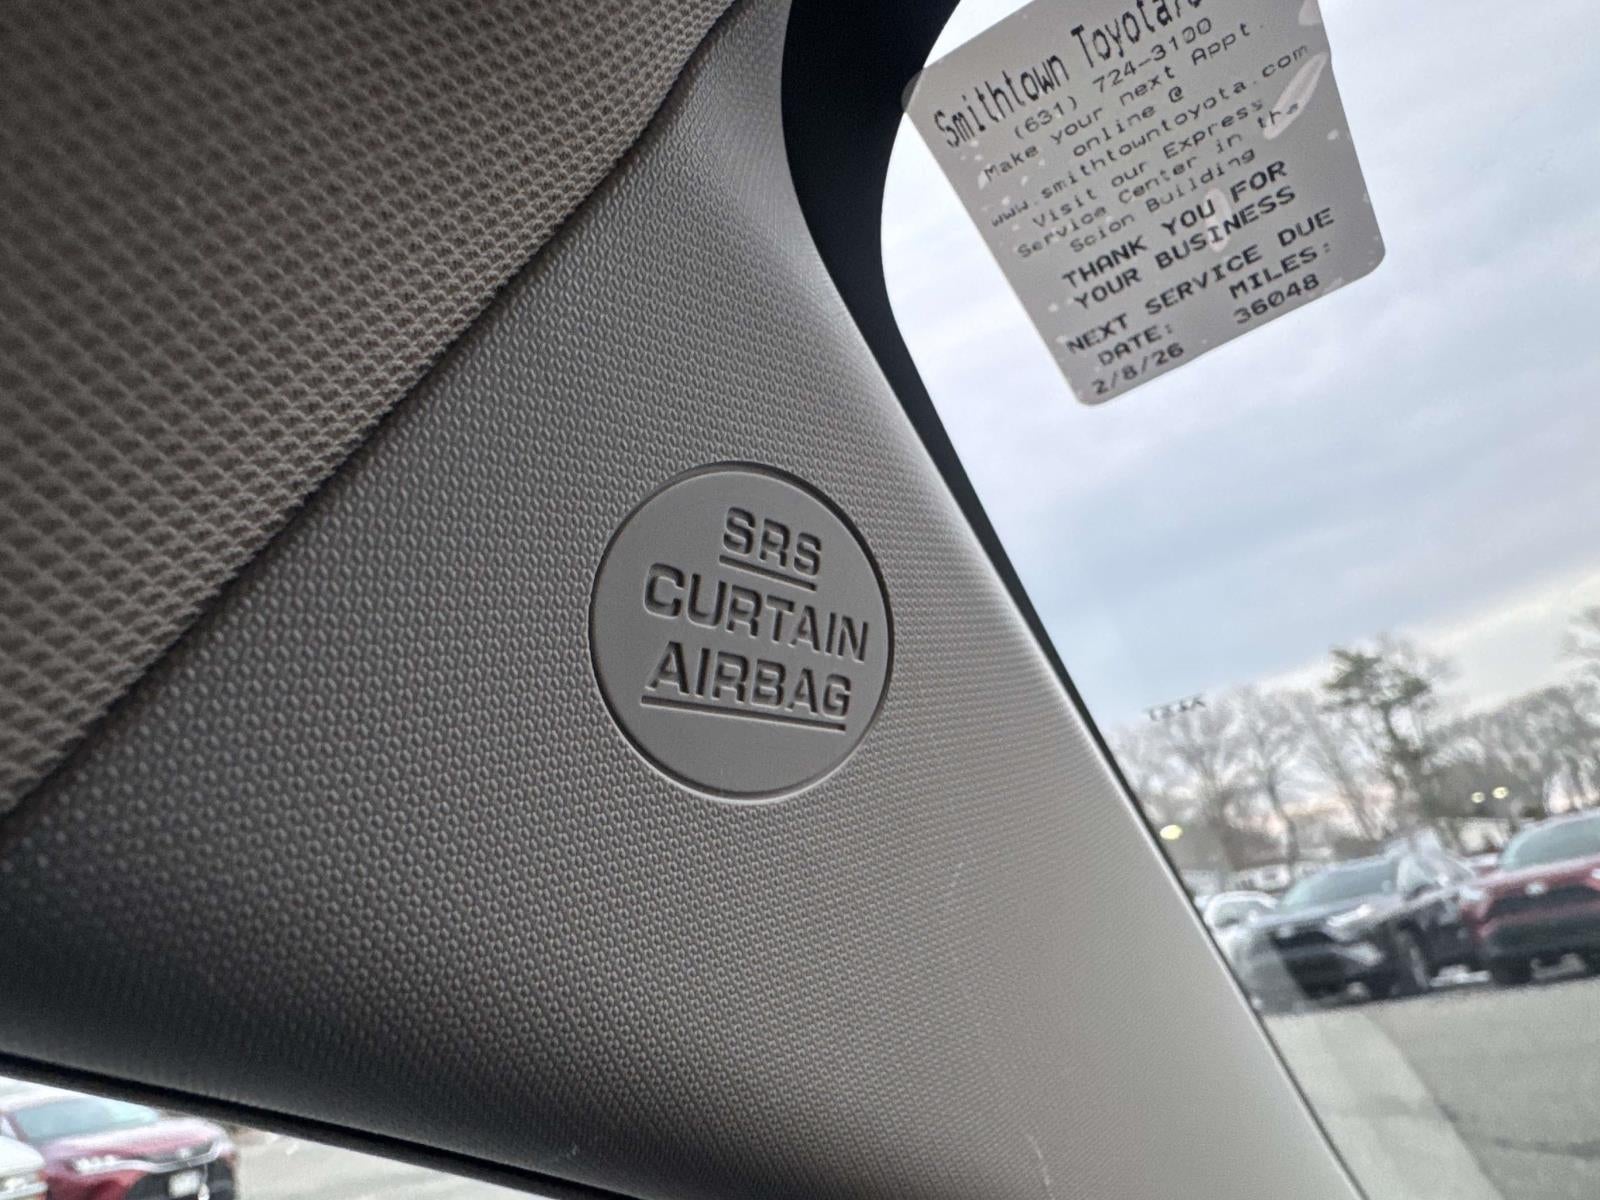 Smithtown Toyota/S
(631) 724-3100
Make your next Appt.
online @
www.smithtowntoyota.com
Visit our Express
Service Center in the
Scion Building
THANK YOU FOR
YOUR BUSINESS
NEXT SERVICE DUE
DATE: MILES:
2/8/26 36048
SRS
CURTAIN
AIRBAG